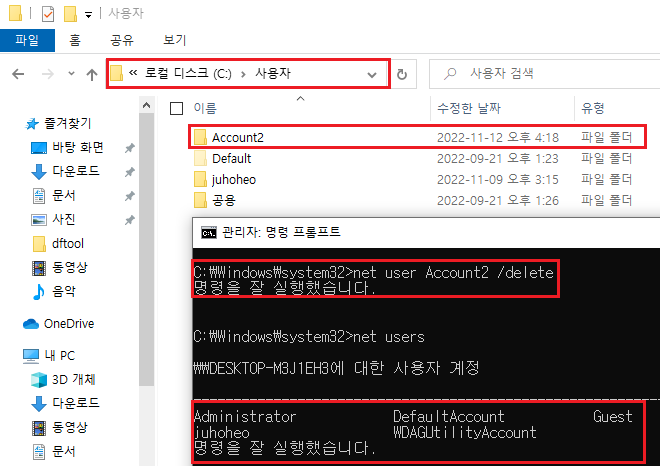 사용자
파일 홈 공유 보기
« 로컬 디스크 (C:) > 사용자
사용자 검색
이름 수정한 날짜 유형
Account2 2022-11-12 오후 4:18 파일 폴더
Default 2022-09-21 오후 1:23 파일 폴더
juhoheo 2022-11-09 오후 3:15 파일 폴더
공용 2022-09-21 오후 1:26 파일 폴더
즐겨찾기
바탕 화면
다운로드
문서
사진
dftool
동영상
음악
OneDrive
내 PC
3D 개체
다운로드
동영상
문서
관리자: 명령 프롬프트
C:₩Windows₩system32>net user Account2 /delete
명령을 잘 실행했습니다.
C:₩Windows₩system32>net users
₩₩DESKTOP-M3J1EH3에 대한 사용자 계정
-------------------------------------------------------------------------------
Administrator DefaultAccount Guest
juhoheo WDAGUtilityAccount
명령을 잘 실행했습니다.